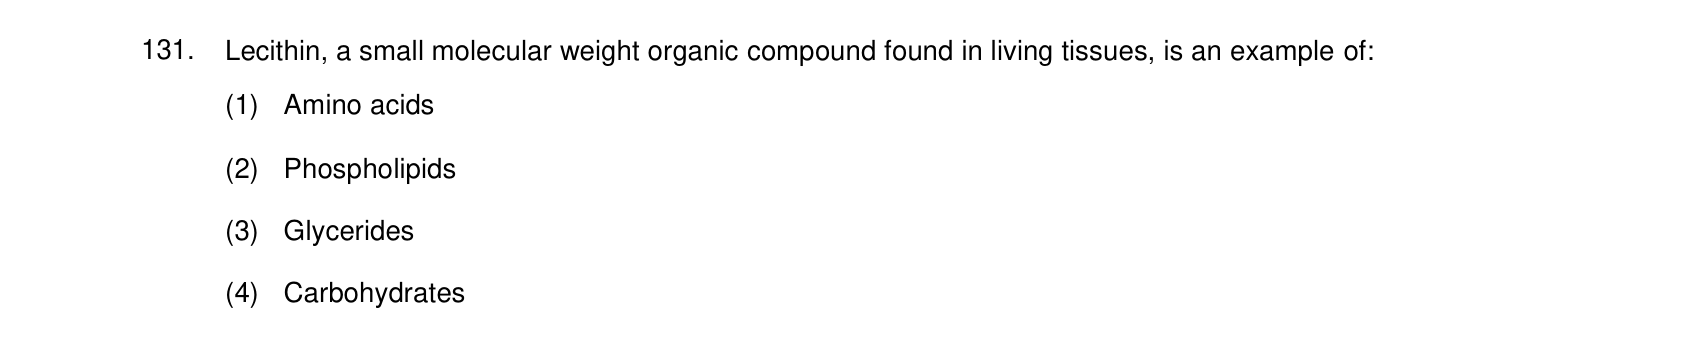 131. Lecithin, a small molecular weight organic compound found in living tissues, is an example of:
(1) Amino acids
(2) Phospholipids
(3) Glycerides
(4) Carbohydrates